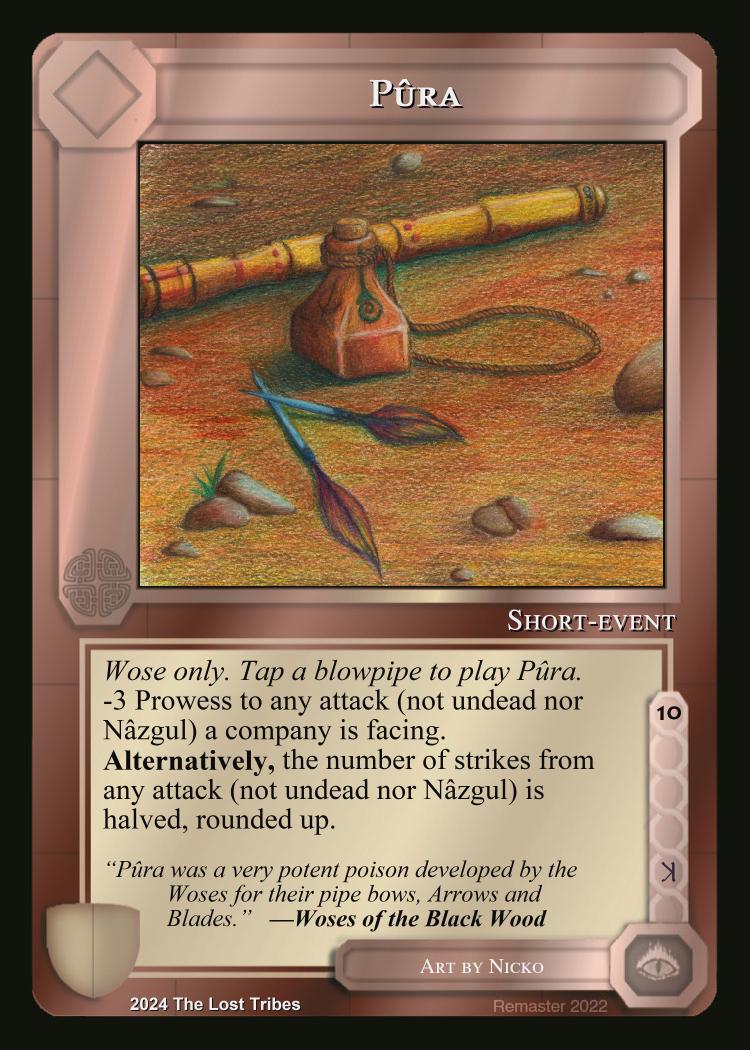 Pûra
Short-event
Wose only. Tap a blowpipe to play Pûra.
-3 Prowess to any attack (not undead nor
Nâzgul) a company is facing.
Alternatively, the number of strikes from
any attack (not undead nor Nâzgul) is
halved, rounded up.
10
“Pûra was a very potent poison developed by the
Woses for their pipe bows, Arrows and
Blades.” —Woses of the Black Wood
Art by Nicko
2024 The Lost Tribes
Remaster 2022